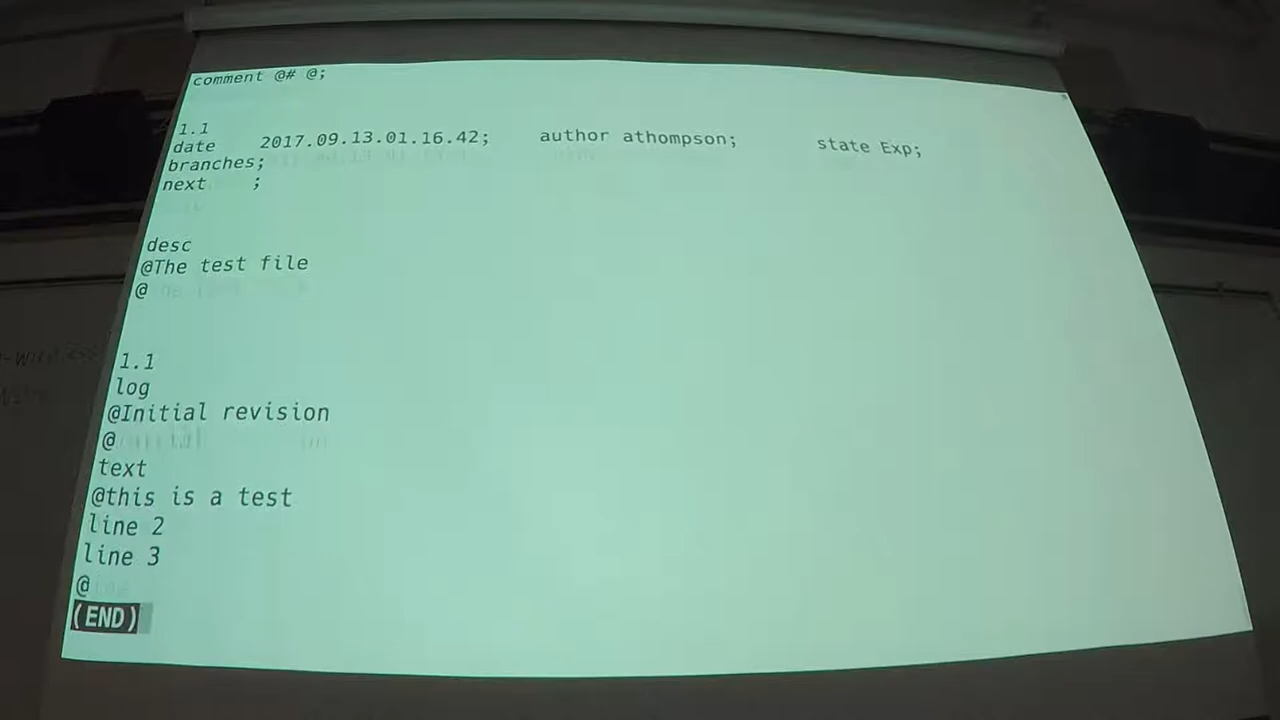 comment @# @;
1.1
date 2017.09.13.01.16.42; author athompson; state Exp;
branches;
next ;
desc
@The test file
@
1.1
log
@Initial revision
@
text
@this is a test
line 2
line 3
@
(END)